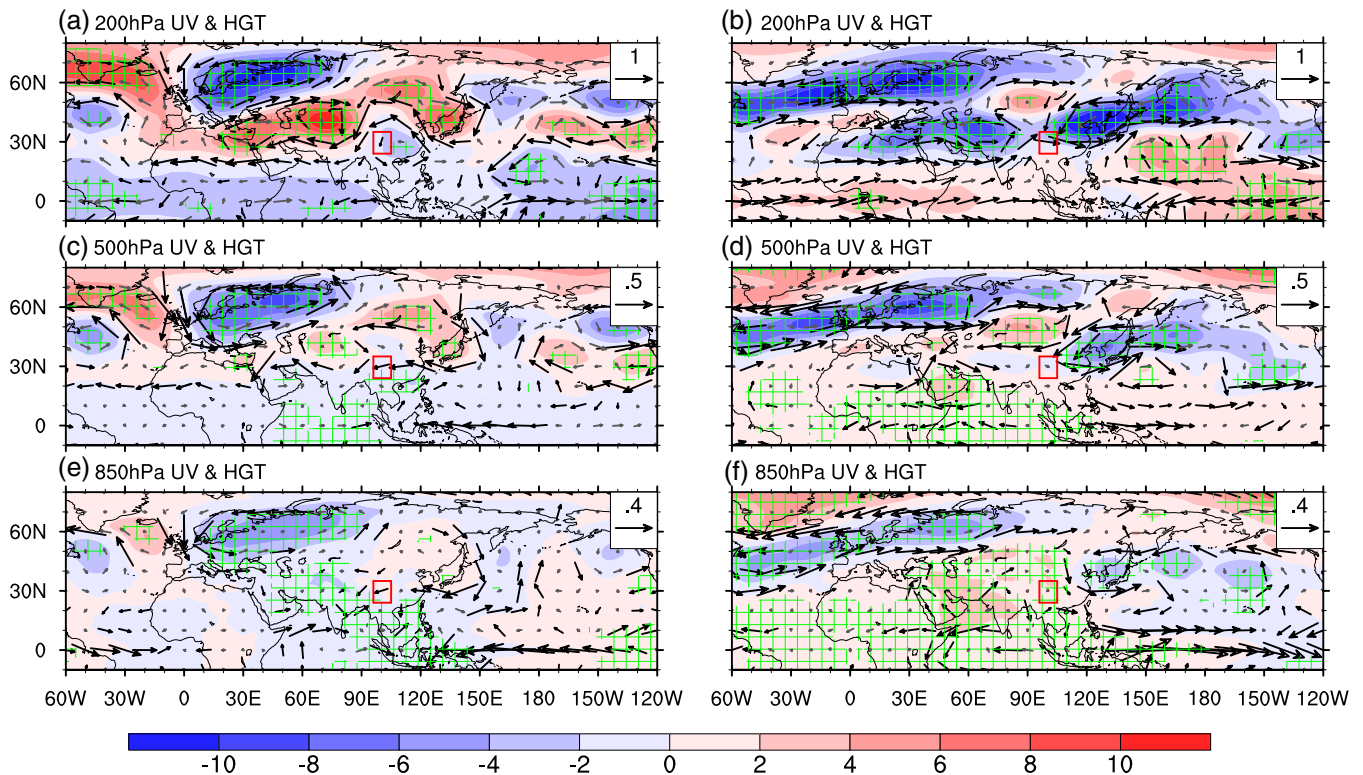 (a) 200hPa UV & HGT
(b) 200hPa UV & HGT
1
1
60N
30N
0
(c) 500hPa UV & HGT
(d) 500hPa UV & HGT
.5
.5
60N
30N
0
(e) 850hPa UV & HGT
(f) 850hPa UV & HGT
.4
.4
60N
30N
0
60W 30W 0 30E 60E 90E 120E 150E 180 150W 120W
60W 30W 0 30E 60E 90E 120E 150E 180 150W 120W
-10 -8 -6 -4 -2 0 2 4 6 8 10